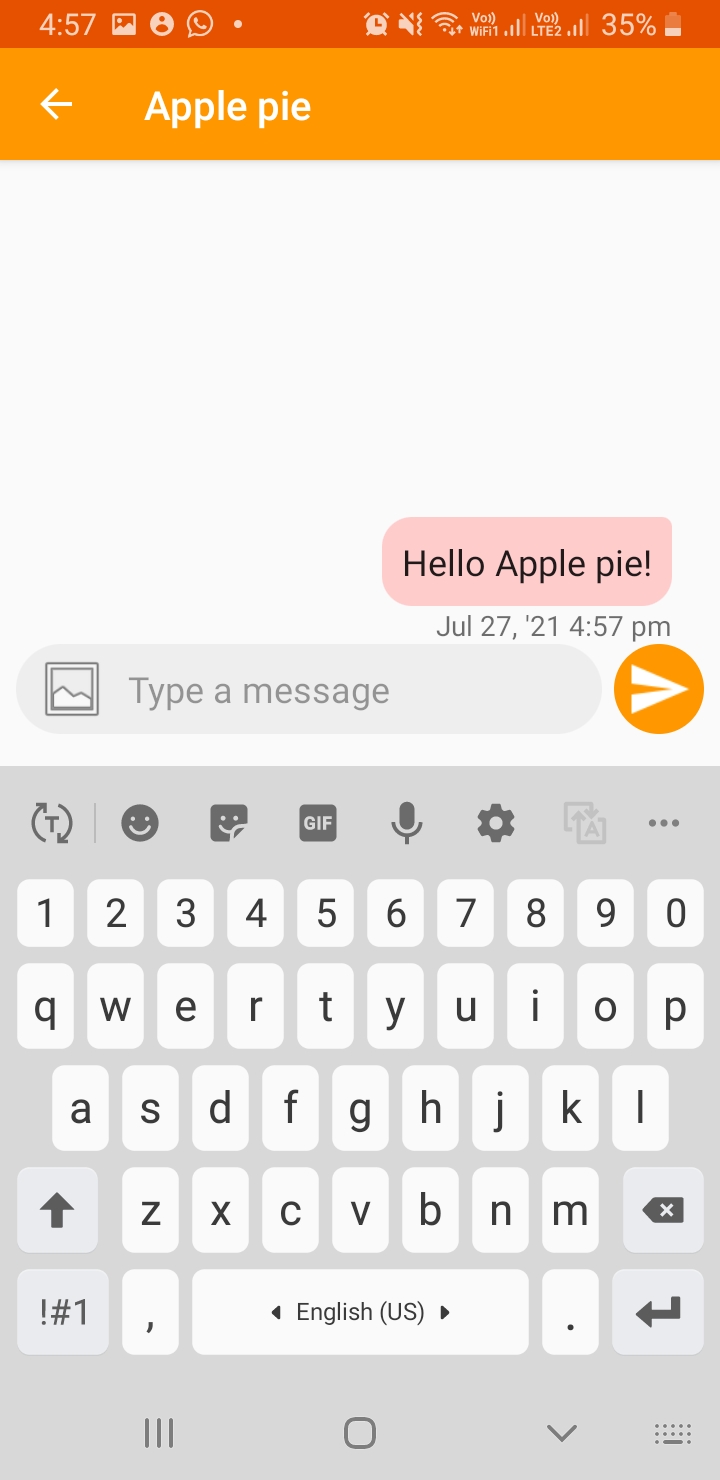 4:57 Vo)) WiFi1 Vo)) LTE2 35%
Apple pie
Hello Apple pie!
Jul 27, '21 4:57 pm
Type a message
T GIF A
1 2 3 4 5 6 7 8 9 0
q w e r t y u i o p
a s d f g h j k l
z x c v b n m
!#1 , English (US) .